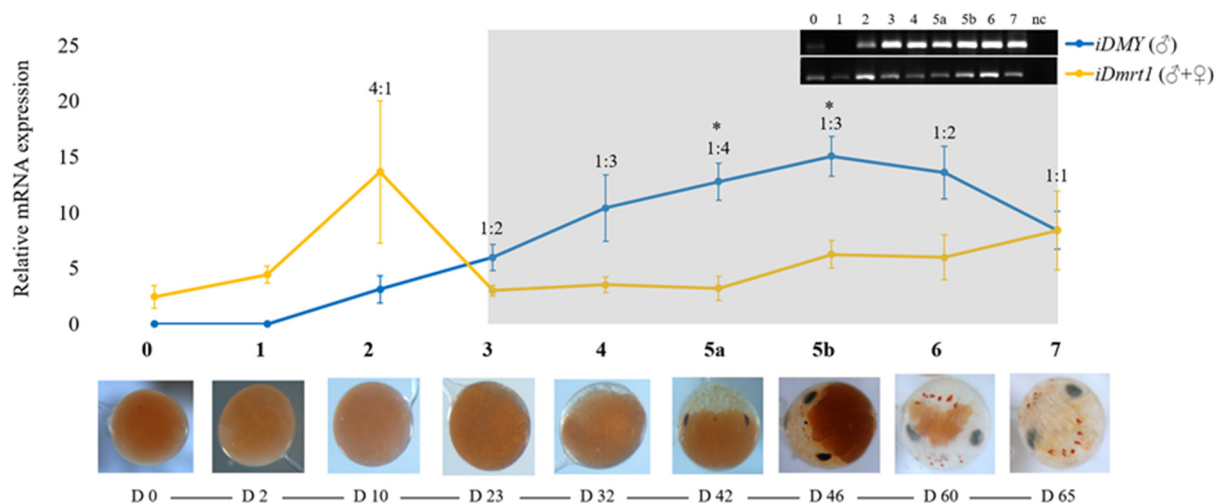 0 1 2 3 4 5a 5b 6 7 nc
iDMY (♂)
iDmrt1 (♂+♀)
Relative mRNA expression
25
20
15
10
5
0
4:1
1:2
1:3
*
1:4
*
1:3
1:2
1:1
0 1 2 3 4 5a 5b 6 7
D 0 D 2 D 10 D 23 D 32 D 42 D 46 D 60 D 65